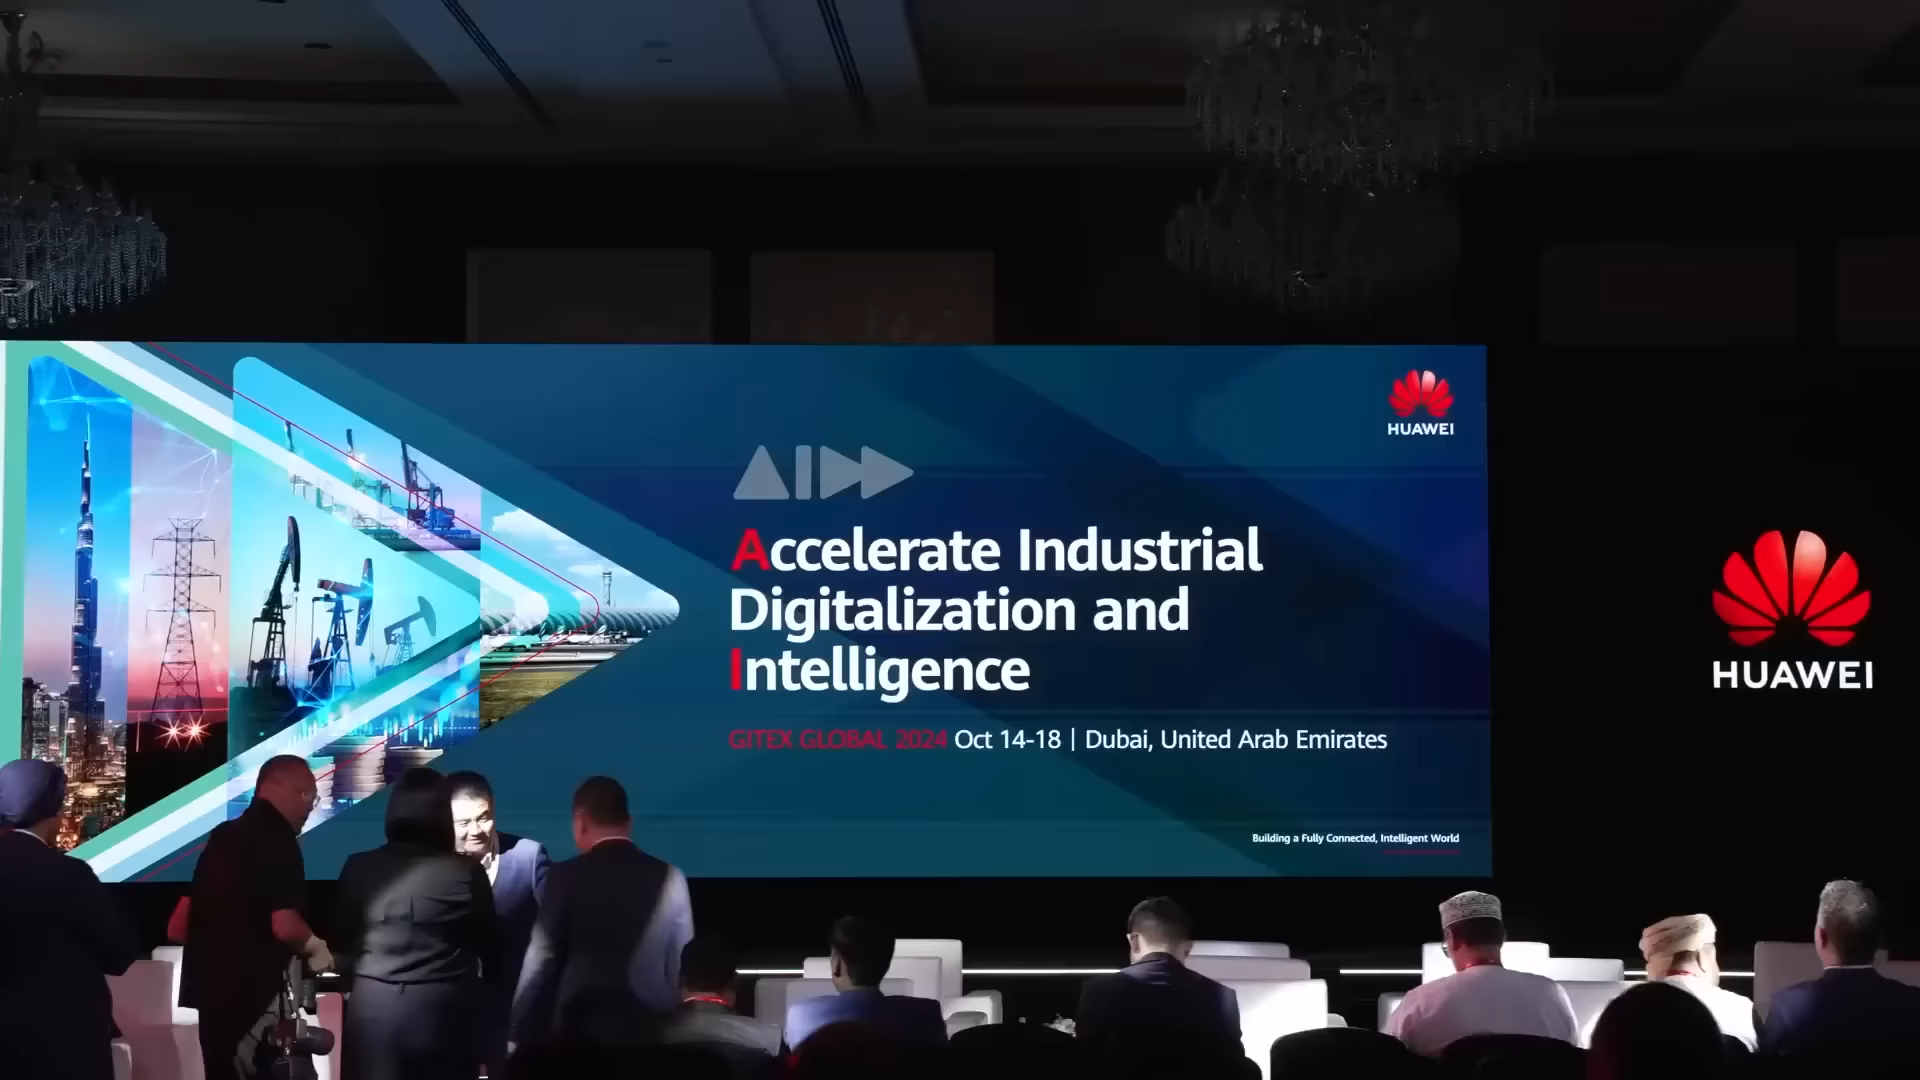 HUAWEI
Accelerate Industrial
Digitalization and
Intelligence
GITEX GLOBAL 2024 Oct 14-18 | Dubai, United Arab Emirates
Building a Fully Connected, Intelligent World
HUAWEI